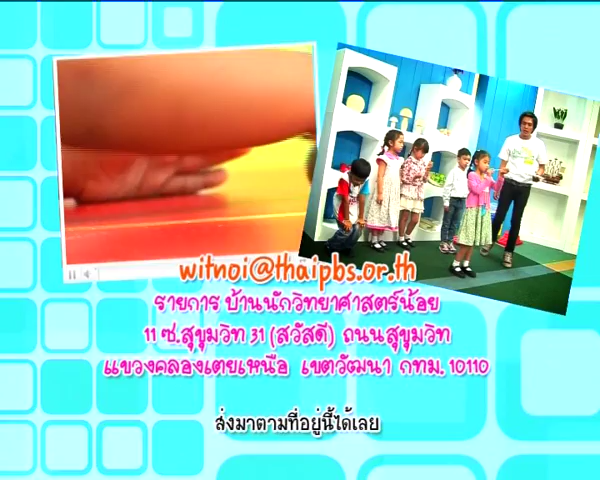 witnoi@thaipbs.or.th
รายการ บ้านนักวิทยาศาสตร์น้อย
11 ซ.สุขุมวิท 31 (สวัสดี) ถนนสุขุมวิท
แขวงคลองเตยเหนือ เขตวัฒนา กทม. 10110
ส่งมาตามที่อยู่นี้ได้เลย